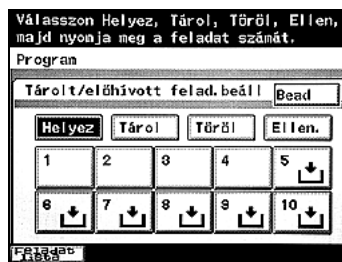 Válasszon Helyez, Tárol, Töröl, Ellen,
majd nyomja meg a feladat számát.
Program
Tárolt/előhívott felad.beáll Bead
Helyez Tárol Töröl Ellen.
1 2 3 4 5
6 7 8 9 10
Feladat
lista